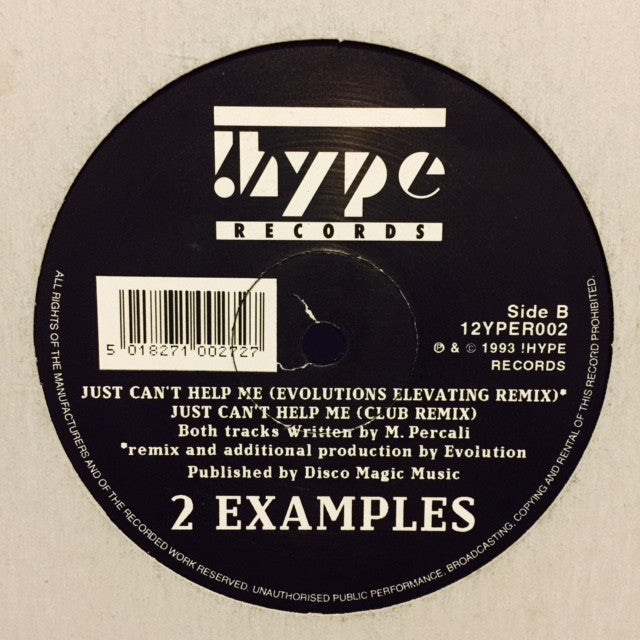 !hype
RECORDS
5 018271 002727
Side B
12YPER002
℗ & © 1993 !HYPE
RECORDS
JUST CAN'T HELP ME (EVOLUTIONS ELEVATING REMIX)*
JUST CAN'T HELP ME (CLUB REMIX)
Both tracks Written by M. Percali
*remix and additional production by Evolution
Published by Disco Magic Music
2 EXAMPLES
ALL RIGHTS OF THE MANUFACTURERS AND OF THE RECORDED WORK RESERVED. UNAUTHORISED PUBLIC PERFORMANCE, BROADCASTING, COPYING AND RENTAL OF THIS RECORD PROHIBITED.